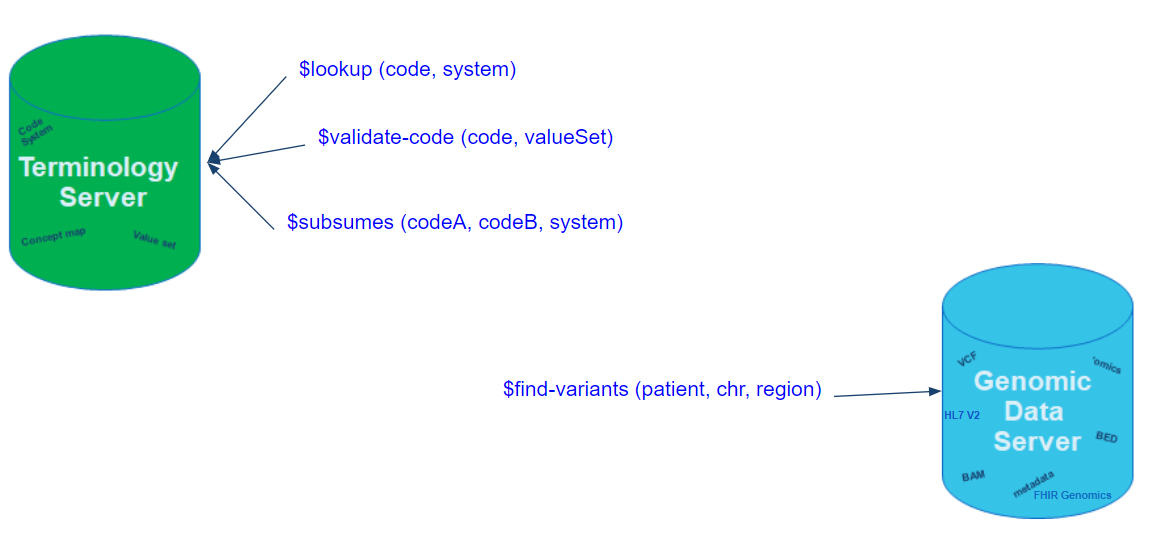 $lookup (code, system)
Code
System
$validate-code (code, valueSet)
Terminology
Server
$subsumes (codeA, codeB, system)
Concept map
Value set
VCF
'omics
Genomic
$find-variants (patient, chr, region)
Data
HL7 V2
Server
BED
BAM
metadata
FHIR Genomics